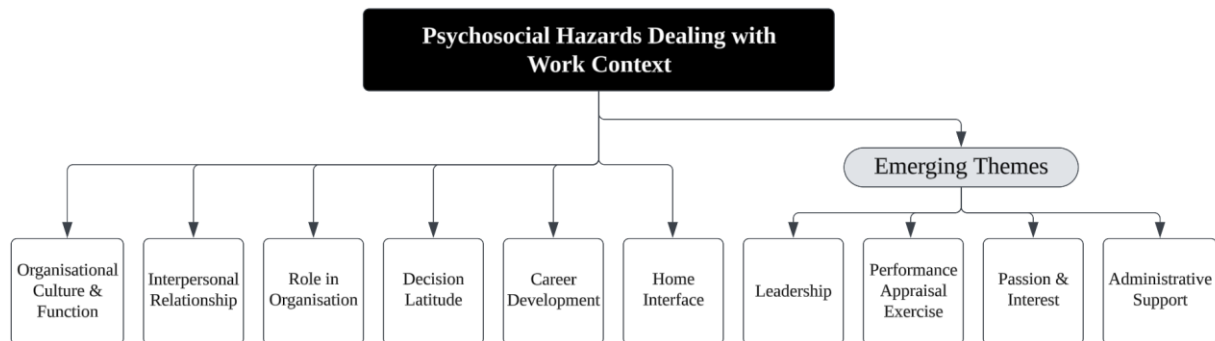 Psychosocial Hazards Dealing with
Work Context
Emerging Themes
Organisational
Culture &
Function
Interpersonal
Relationship
Role in
Organisation
Decision
Latitude
Career
Development
Home
Interface
Leadership
Performance
Appraisal
Exercise
Passion &
Interest
Administrative
Support